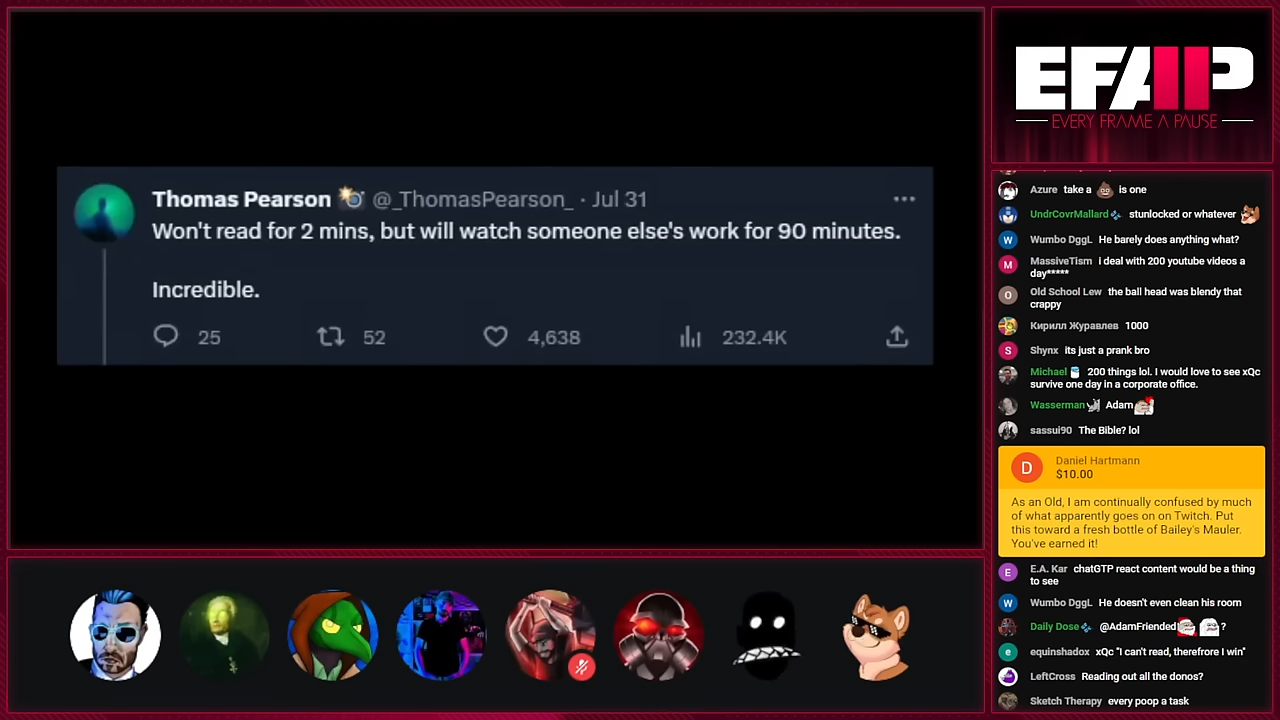 Thomas Pearson @_ThomasPearson_ · Jul 31
Won't read for 2 mins, but will watch someone else's work for 90 minutes.
Incredible.
25 52 4,638 232.4K
EFAP
EVERY FRAME A PAUSE
Azure take a is one
UndrCovrMallard stunlocked or whatever
Wumbo DggL He barely does anything what?
MassiveTism i deal with 200 youtube videos a
day*****
Old School Lew the ball head was blendy that
crappy
Кирилл Журавлев 1000
Shynx its just a prank bro
Michael 200 things lol. I would love to see xQc
survive one day in a corporate office.
Wasserman Adam
sassui90 The Bible? lol
D
Daniel Hartmann
$10.00
As an Old, I am continually confused by much
of what apparently goes on on Twitch. Put
this toward a fresh bottle of Bailey's Mauler.
You've earned it!
E E.A. Kar chatGTP react content would be a thing
to see
W Wumbo DggL He doesn't even clean his room
Daily Dose @AdamFriended ?
e equinshadox xQc "I can't read, therefrore I win"
LeftCross Reading out all the donos?
Sketch Therapy every poop a task